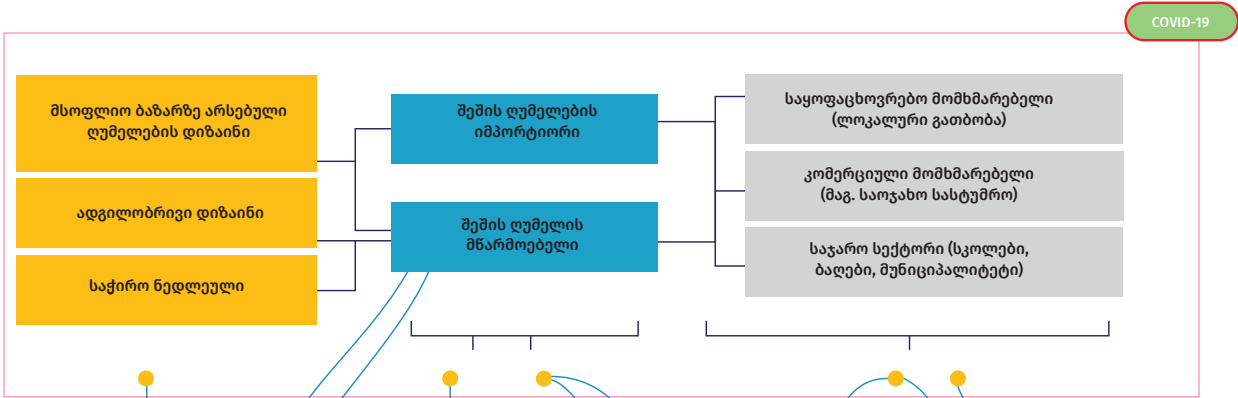 COVID-19
მსოფლიო ბაზარზე არსებული
ღუმელების დიზაინი
ადგილობრივი დიზაინი
საჭირო ნედლეული
შეშის ღუმელების
იმპორტიორი
შეშის ღუმელის
მწარმოებელი
საყოფაცხოვრებო მომხმარებელი
(ლოკალური გათბობა)
კომერციული მომხმარებელი
(მაგ. საოჯახო სასტუმრო)
საჯარო სექტორი (სკოლები,
ბაღები, მუნიციპალიტეტი)